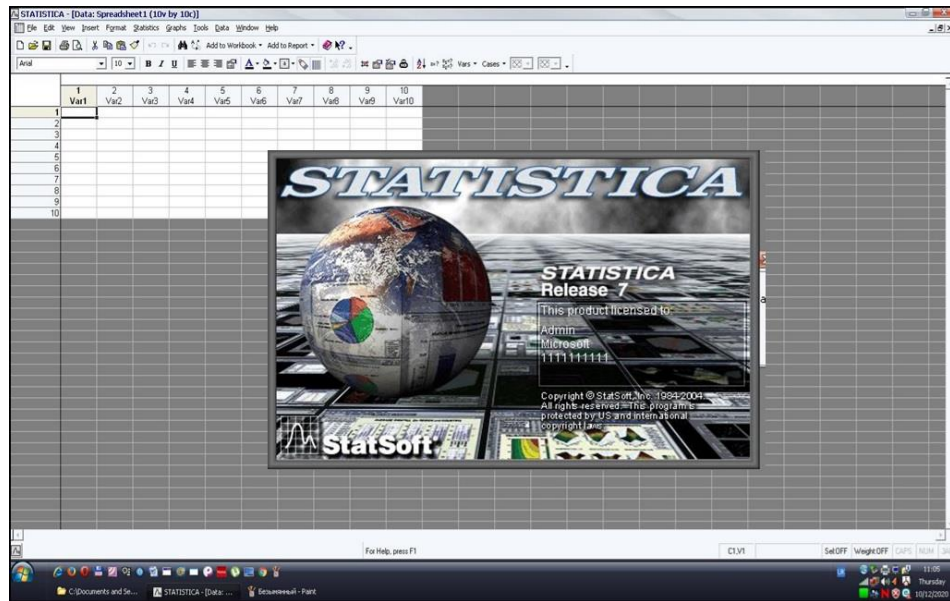 STATISTICA - [Data: Spreadsheet1 (10v by 10c)]
File Edit View Insert Format Statistics Graphs Tools Data Window Help
Add to Workbook Add to Report
Arial 10 B I U A Vars Cases
1 2 3 4 5 6 7 8 9 10
Var1 Var2 Var3 Var4 Var5 Var6 Var7 Var8 Var9 Var10
1
2
3
4
5
6
7
8
9
10
STATISTICA
STATISTICA
Release 7
This product licensed to:
Admin
Microsoft
1111111111
Copyright © StatSoft, Inc. 1984-2004.
All rights reserved. This program is
protected by US and international
copyright laws.
StatSoft
For Help, press F1 C1,V1 Sel:OFF Weight:OFF CAPS NUM
11:05
C:\Documents and Se... STATISTICA - [Data: ... Безымянный - Paint Thursday